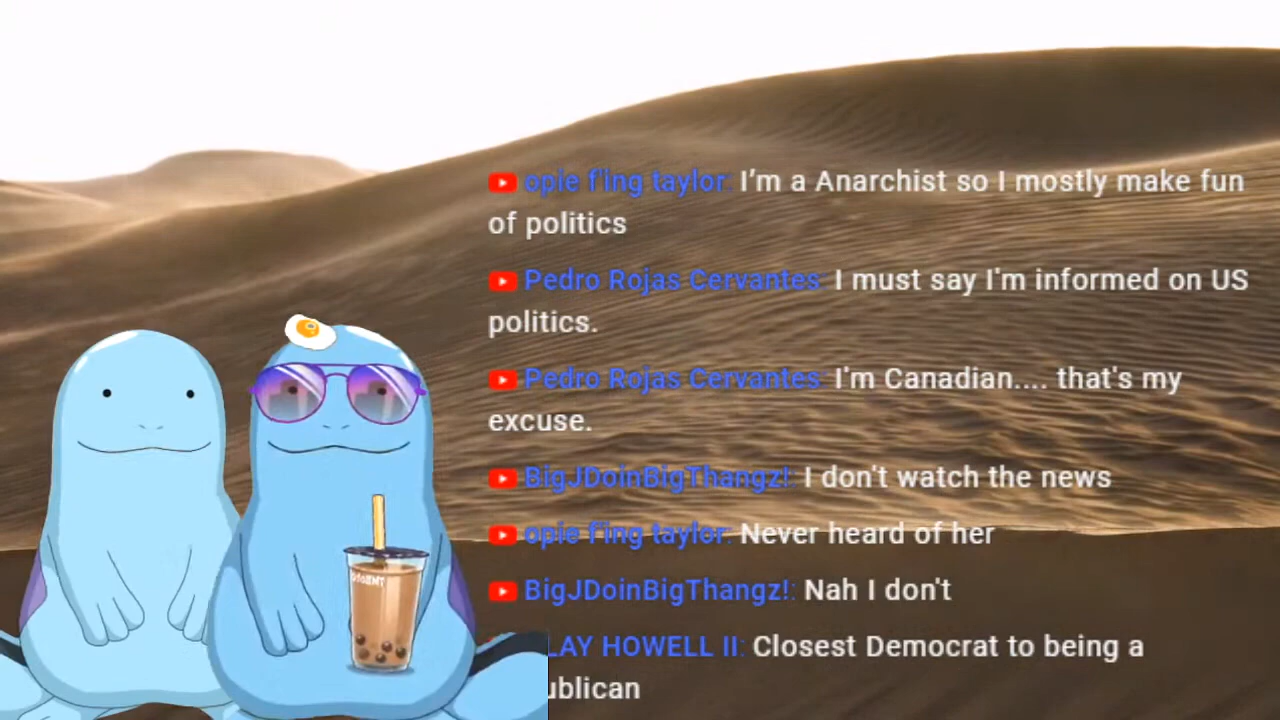 opie f'ing taylor: I'm a Anarchist so I mostly make fun
of politics
Pedro Rojas Cervantes: I must say I'm informed on US
politics.
Pedro Rojas Cervantes: I'm Canadian.... that's my
excuse.
BigJDoinBigThangz!: I don't watch the news
opie f'ing taylor: Never heard of her
BigJDoinBigThangz!: Nah I don't
LAY HOWELL II: Closest Democrat to being a
ublican